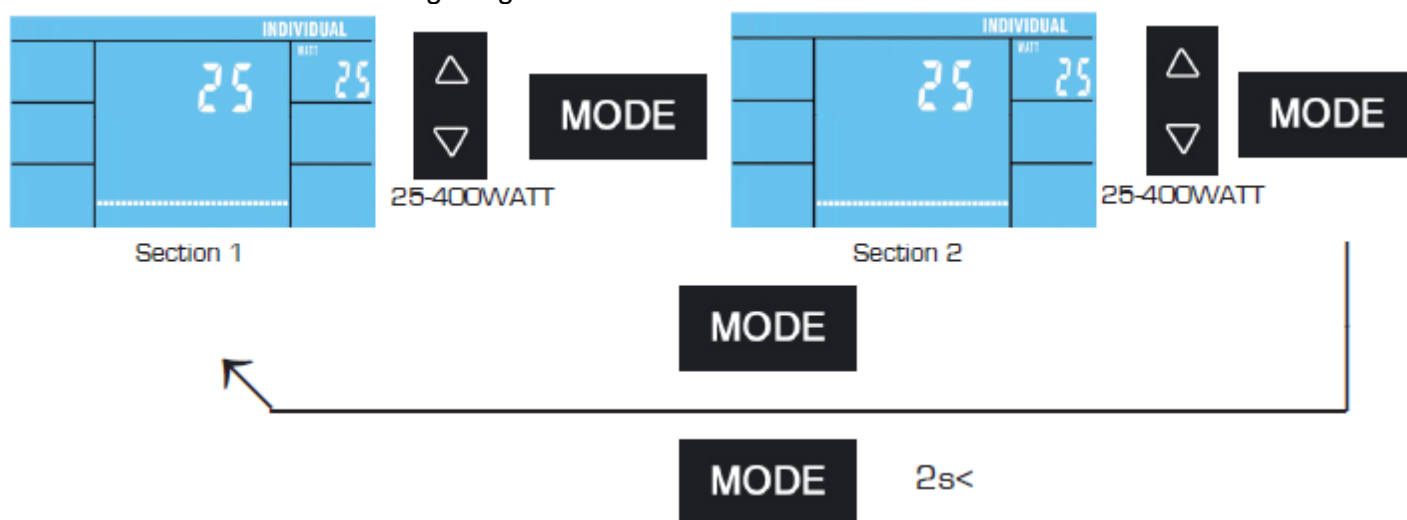 INDIVIDUAL
WATT
25
25
MODE
25-400WATT
Section 1
INDIVIDUAL
WATT
25
25
MODE
25-400WATT
Section 2
MODE
MODE 2s<